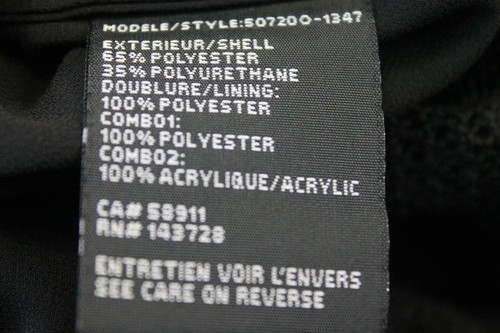 MODELE/STYLE:507200-1347
EXTERIEUR/SHELL
65% POLYESTER
35% POLYURETHANE
DOUBLURE/LINING:
100% POLYESTER
COMBO1:
100% POLYESTER
COMBO2:
100% ACRYLIQUE/ACRYLIC
CA# 58911
RN# 143728
ENTRETIEN VOIR L'ENVERS
SEE CARE ON REVERSE